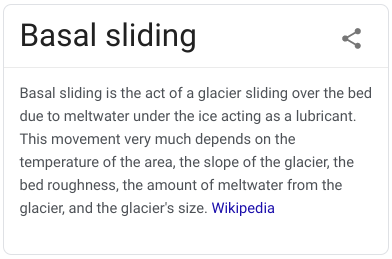 Basal sliding
Basal sliding is the act of a glacier sliding over the bed
due to meltwater under the ice acting as a lubricant.
This movement very much depends on the
temperature of the area, the slope of the glacier, the
bed roughness, the amount of meltwater from the
glacier, and the glacier's size. Wikipedia